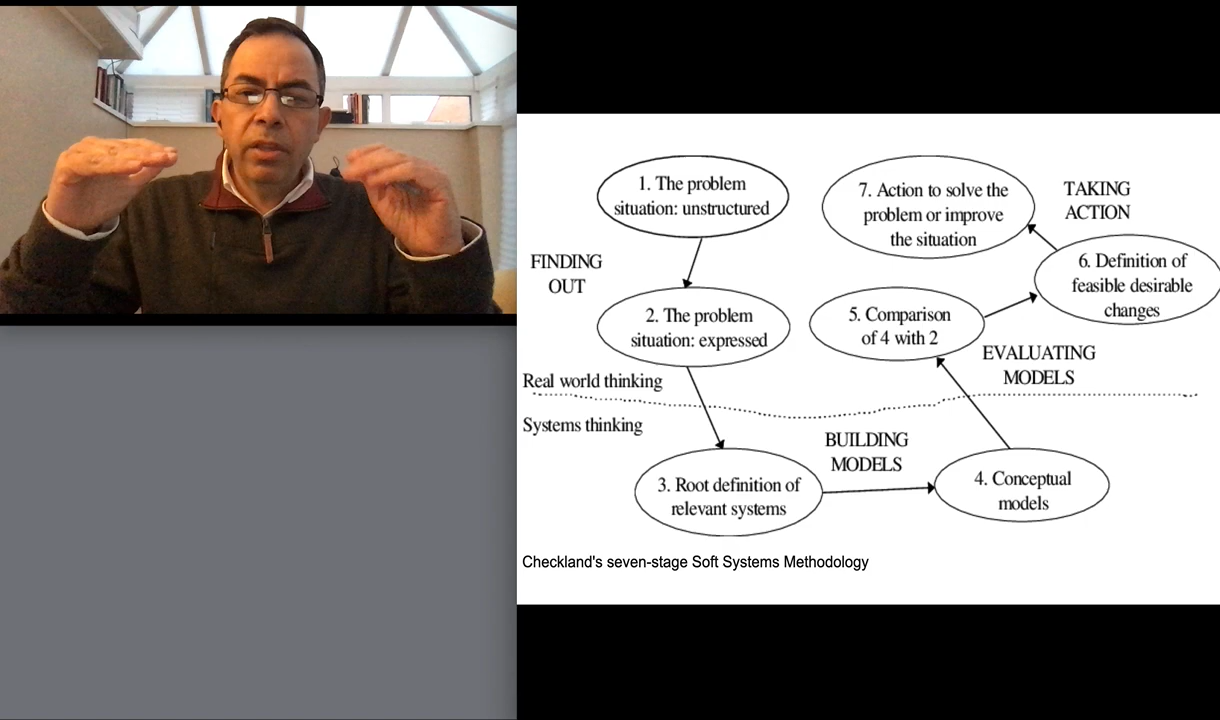 1. The problem
situation: unstructured
7. Action to solve the
problem or improve
the situation
TAKING
ACTION
FINDING
OUT
6. Definition of
feasible desirable
changes
2. The problem
situation: expressed
5. Comparison
of 4 with 2
EVALUATING
MODELS
Real world thinking
Systems thinking
BUILDING
MODELS
3. Root definition of
relevant systems
4. Conceptual
models
Checkland's seven-stage Soft Systems Methodology